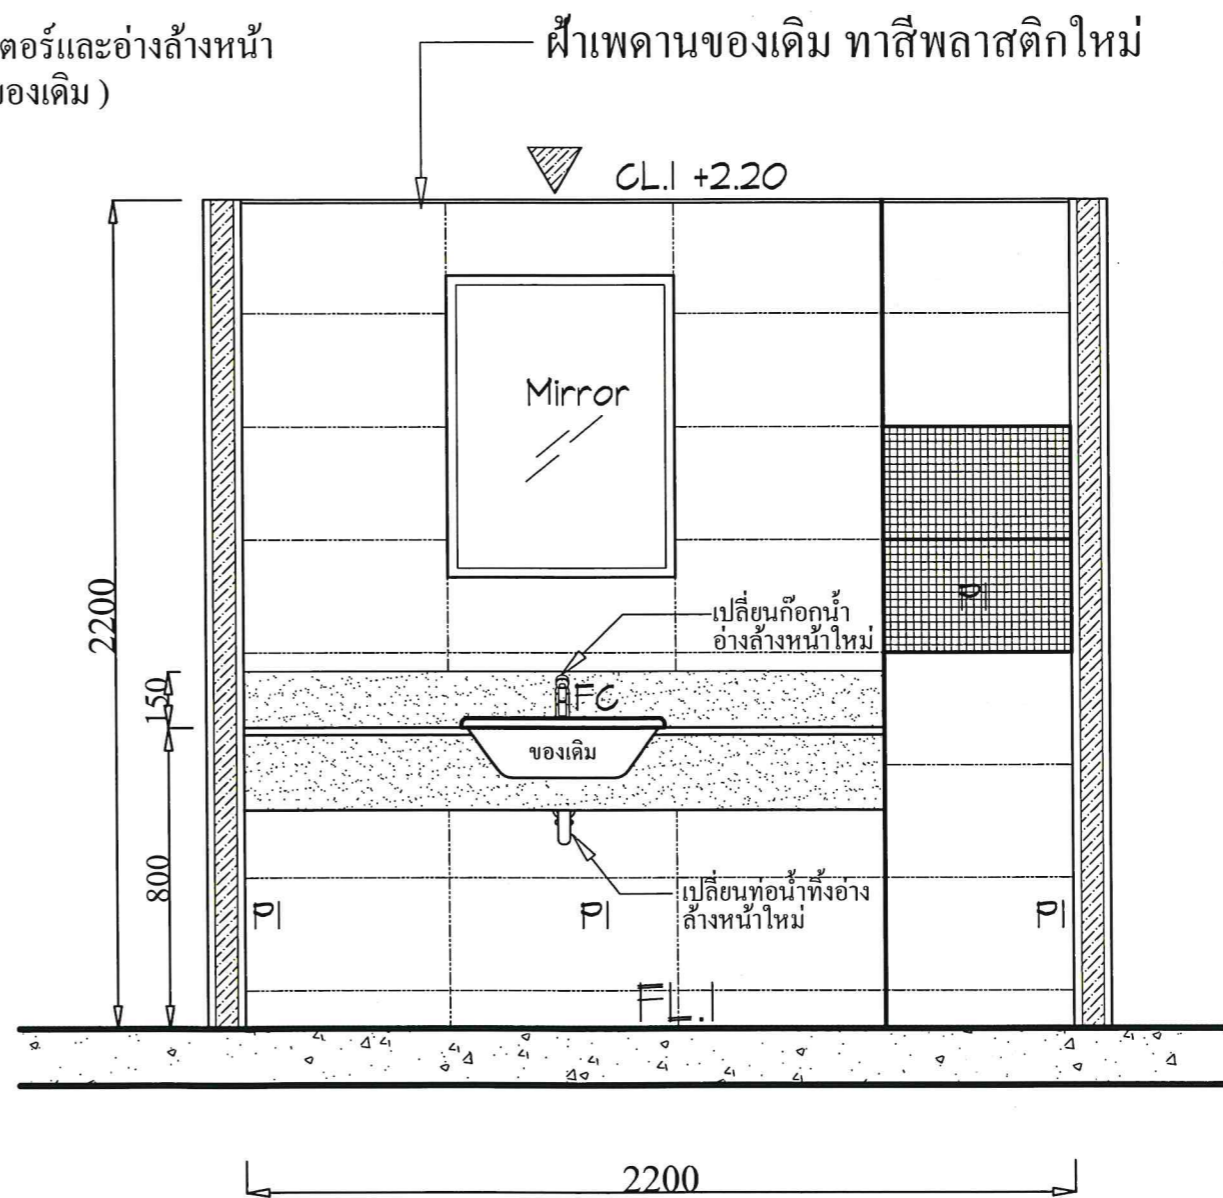 ตอร์และอ่างล้างหน้า
ของเดิม )
ฝ้าเพดานของเดิม ทาสีพลาสติกใหม่
CL.1 +2.20
Mirror
2200
150
800
เปลี่ยนก๊อกน้ำ
อ่างล้างหน้าใหม่
FC
ของเดิม
เปลี่ยนท่อน้ำทิ้งอ่าง
ล้างหน้าใหม่
FL.1
2200